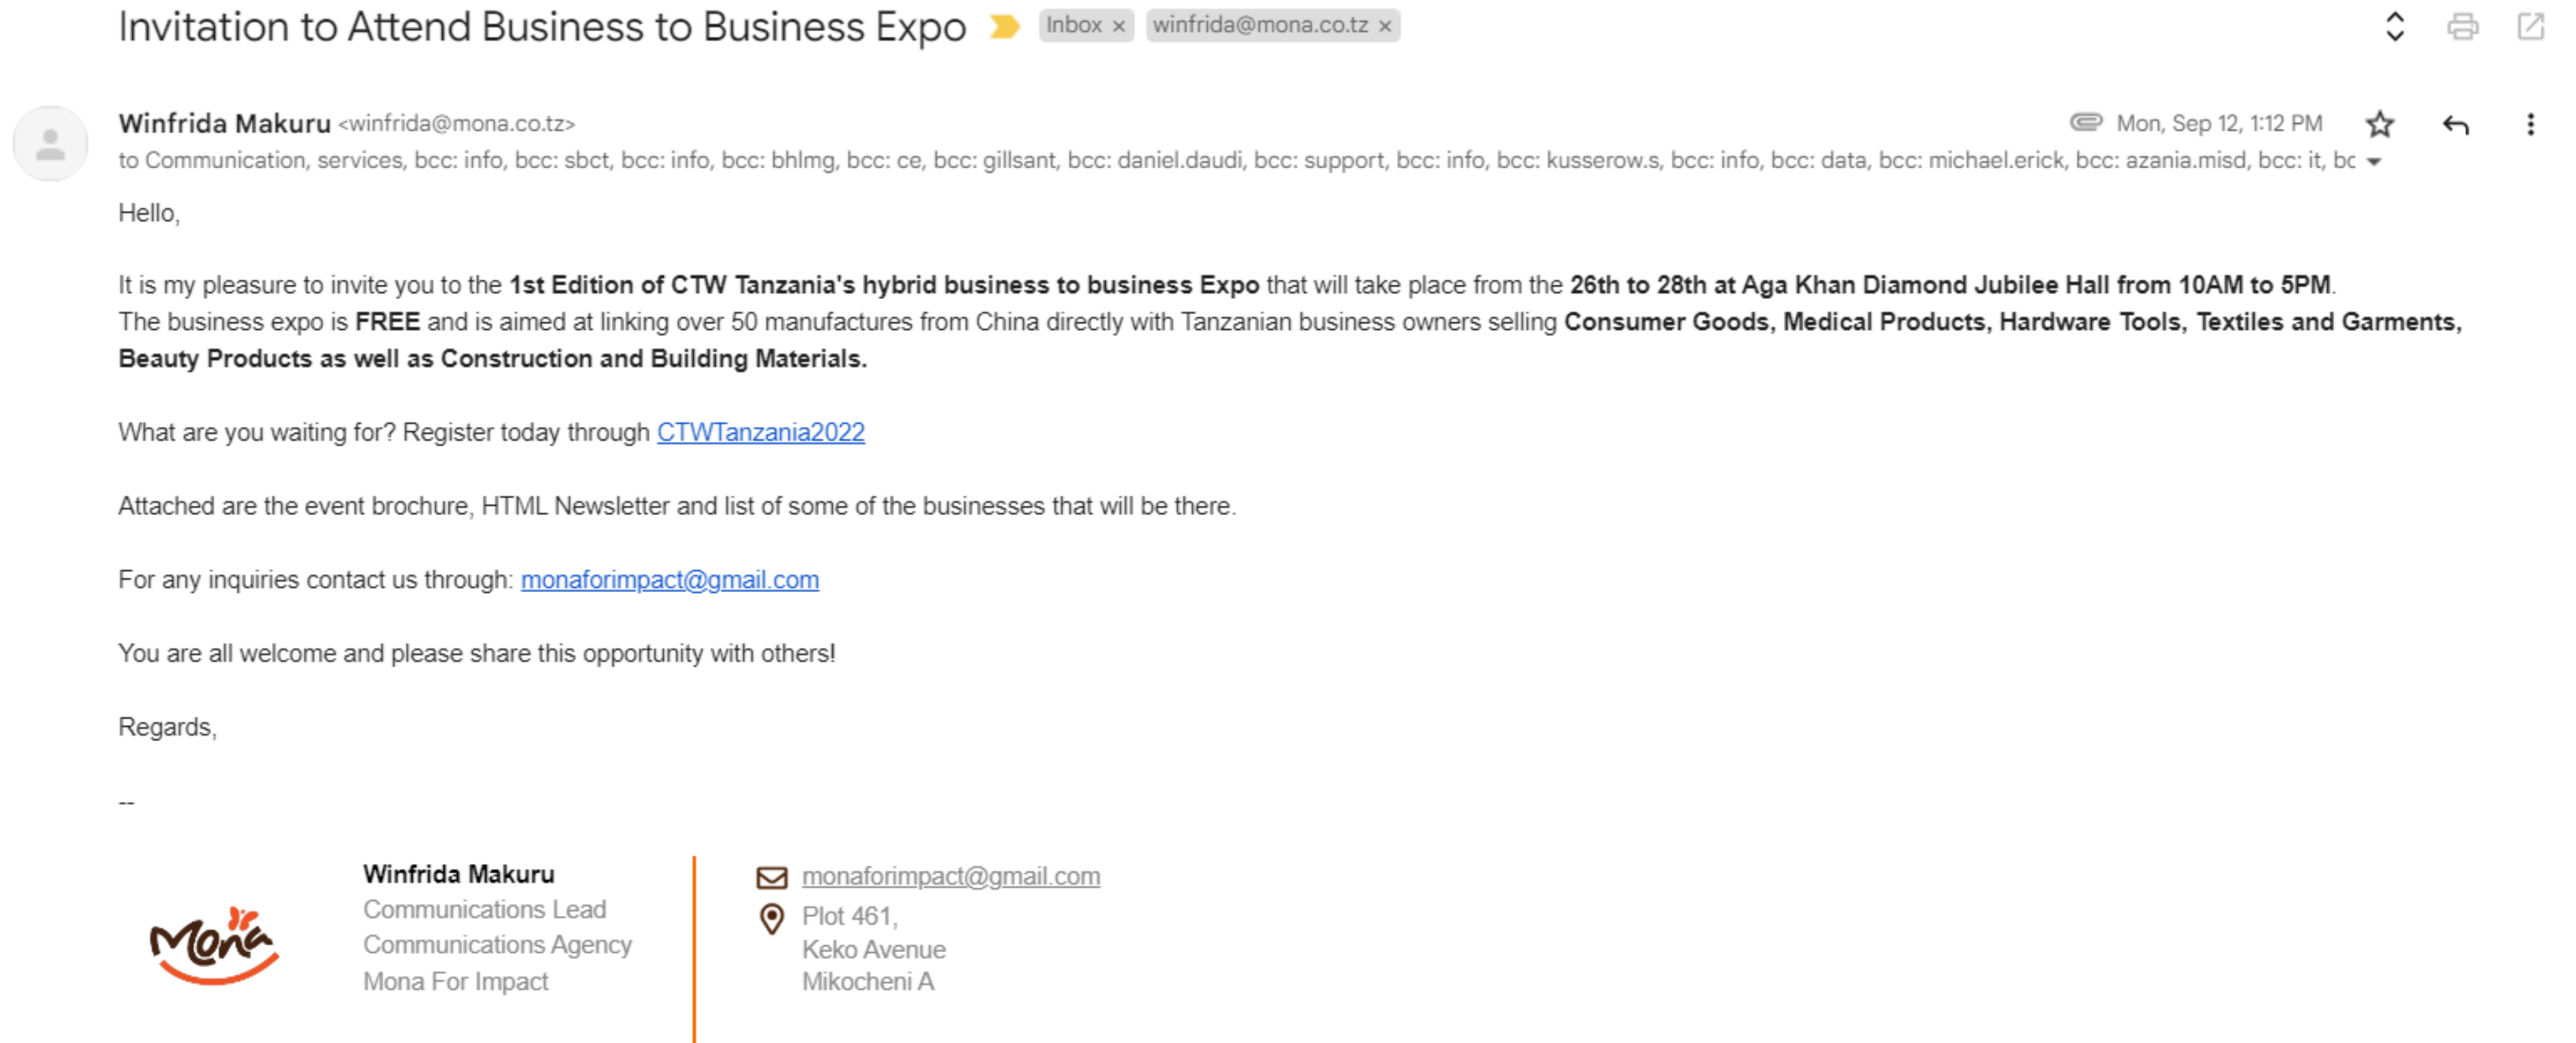 Invitation to Attend Business to Business Expo Inbox × winfrida@mona.co.tz ×
Winfrida Makuru <winfrida@mona.co.tz> Mon, Sep 12, 1:12 PM
to Communication, services, bcc: info, bcc: sbct, bcc: info, bcc: bhlmg, bcc: ce, bcc: gillsant, bcc: daniel.daudi, bcc: support, bcc: info, bcc: kusserow.s, bcc: info, bcc: data, bcc: michael.erick, bcc: azania.misd, bcc: it, bc
Hello,
It is my pleasure to invite you to the 1st Edition of CTW Tanzania's hybrid business to business Expo that will take place from the 26th to 28th at Aga Khan Diamond Jubilee Hall from 10AM to 5PM.
The business expo is FREE and is aimed at linking over 50 manufactures from China directly with Tanzanian business owners selling Consumer Goods, Medical Products, Hardware Tools, Textiles and Garments,
Beauty Products as well as Construction and Building Materials.
What are you waiting for? Register today through CTWTanzania2022
Attached are the event brochure, HTML Newsletter and list of some of the businesses that will be there.
For any inquiries contact us through: monaforimpact@gmail.com
You are all welcome and please share this opportunity with others!
Regards,
--
Mona
Winfrida Makuru
Communications Lead
Communications Agency
Mona For Impact
monaforimpact@gmail.com
Plot 461,
Keko Avenue
Mikocheni A